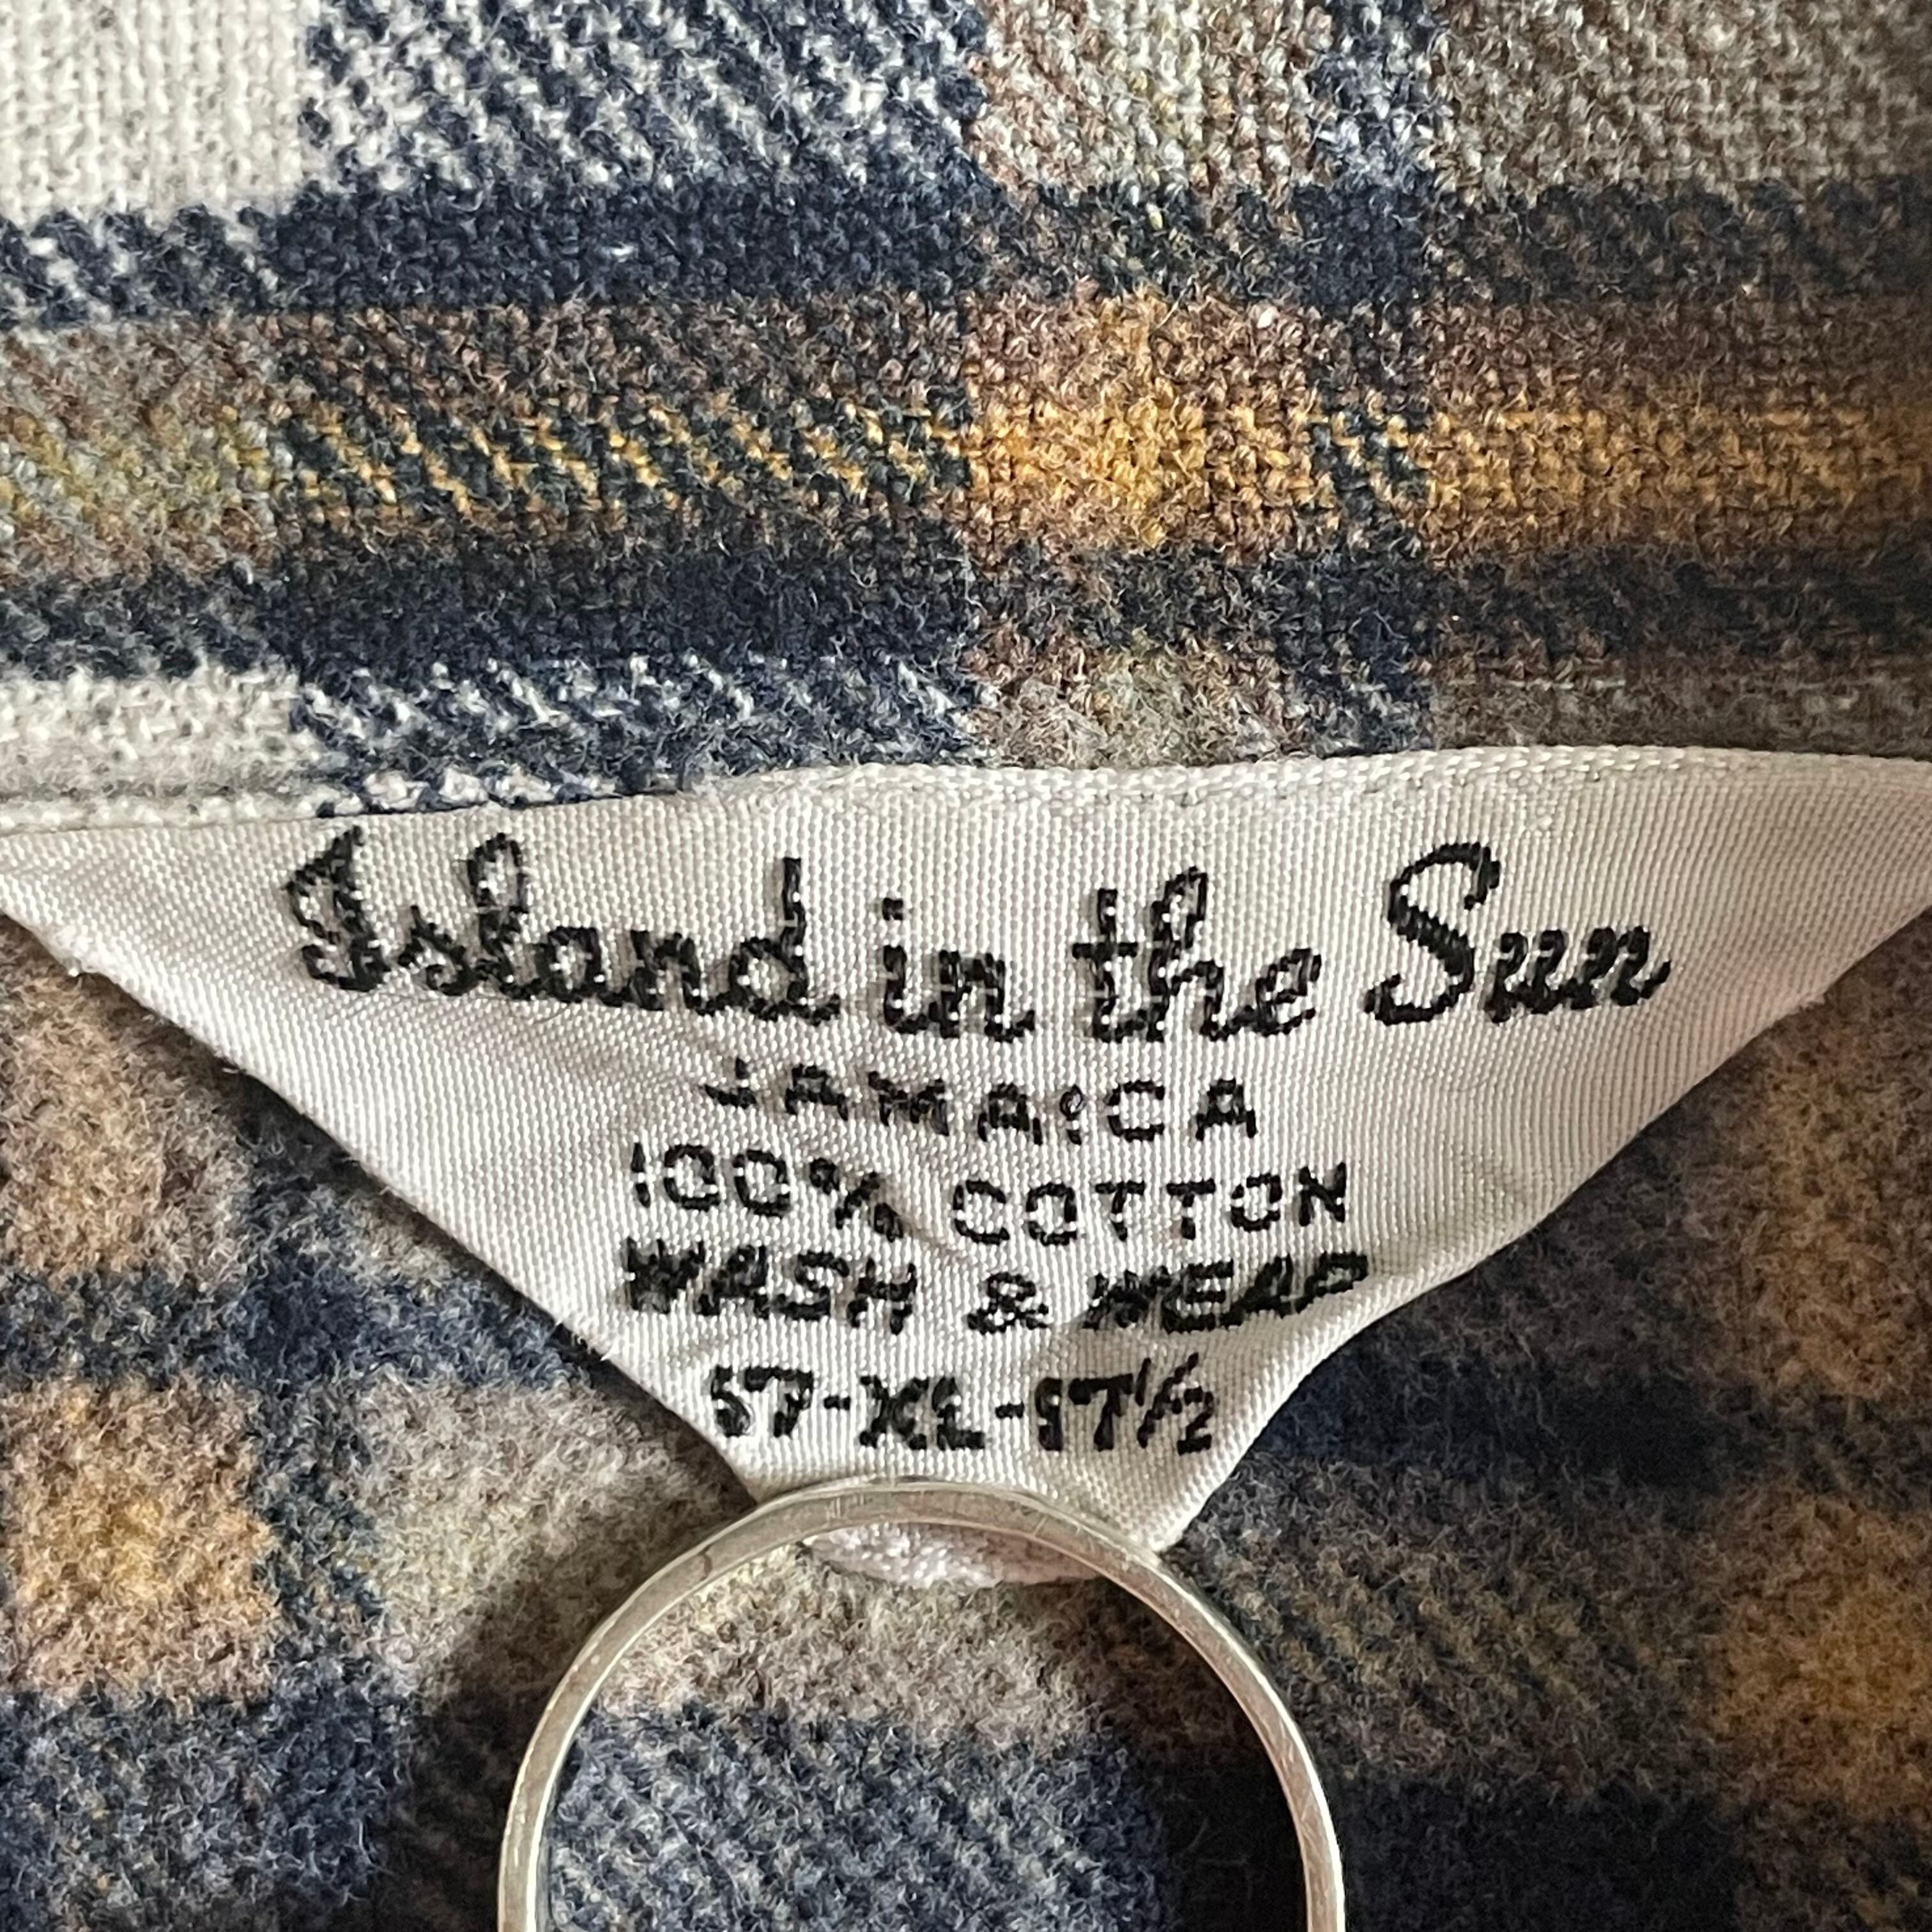 Island in the Sun
JAMAICA
100% COTTON
WASH & WEAR
57-XL-17½